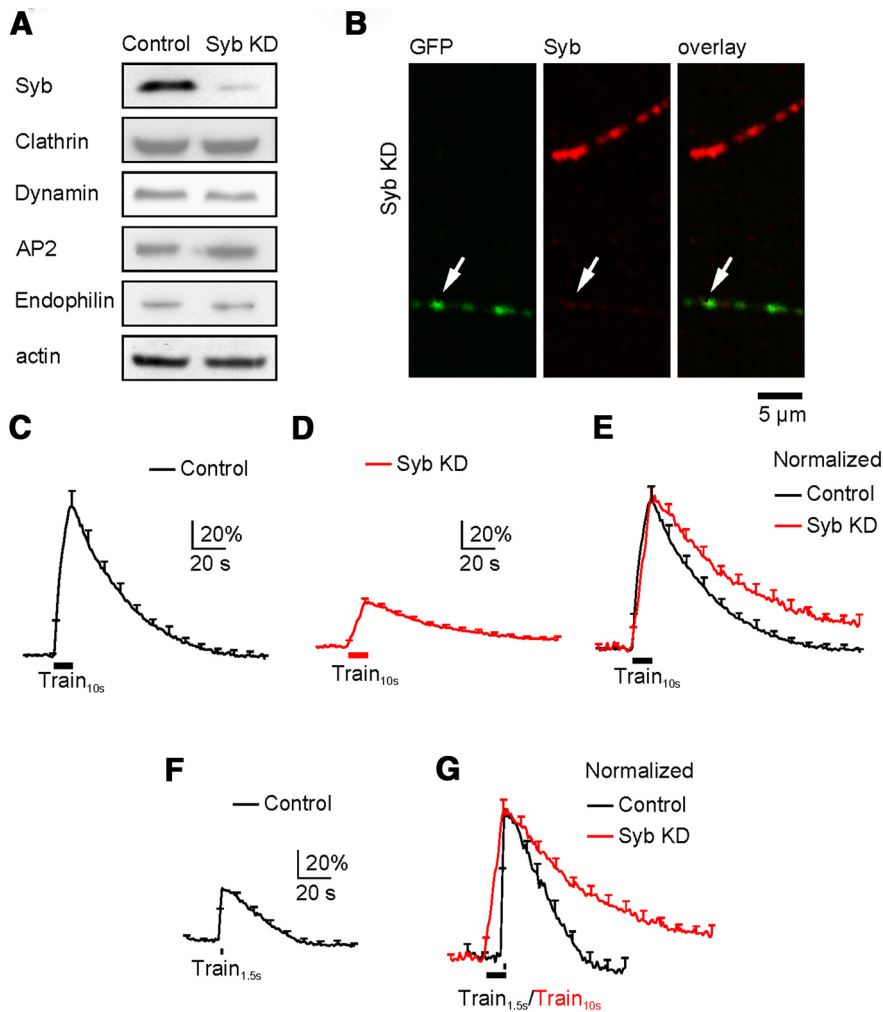 A
B
Control Syb KD
Syb
Clathrin
Dynamin
AP2
Endophilin
actin
GFP Syb overlay
Syb KD
5 µm
C
D
E
Control
20%
20 s
Train10s
Syb KD
20%
20 s
Train10s
Normalized
Control
Syb KD
Train10s
F
G
Control
20%
20 s
Train1.5s
Normalized
Control
Syb KD
Train1.5s/Train10s